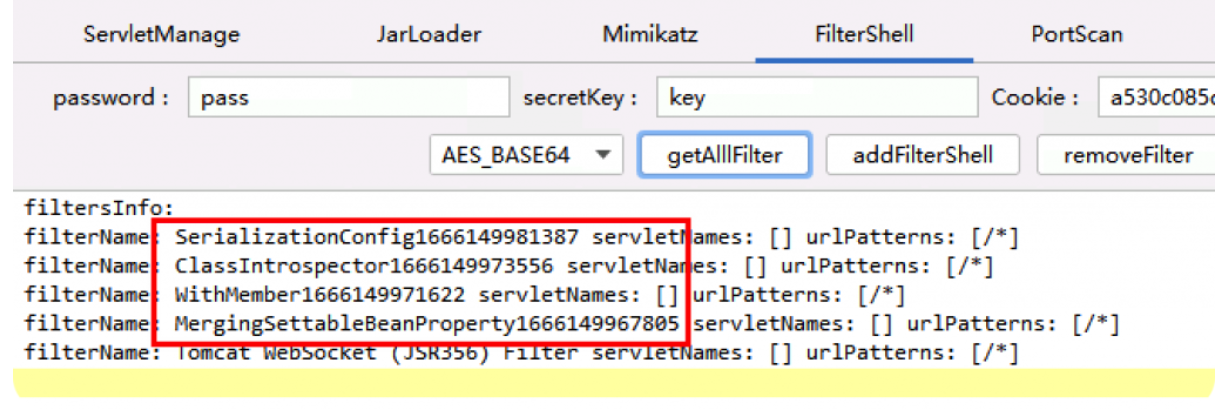 ServletManage JarLoader Mimikatz FilterShell PortScan
password : pass secretKey : key Cookie : a530c085
AES_BASE64 getAlllFilter addFilterShell removeFilter
filtersInfo:
filterName: SerializationConfig1666149981387 servletNames: [] urlPatterns: [/*]
filterName: ClassIntrospector1666149973556 servletNames: [] urlPatterns: [/*]
filterName: WithMember1666149971622 servletNames: [] urlPatterns: [/*]
filterName: MergingSettableBeanProperty1666149967805 servletNames: [] urlPatterns: [/*]
filterName: Tomcat WebSocket (JSR356) Filter servletNames: [] urlPatterns: [/*]